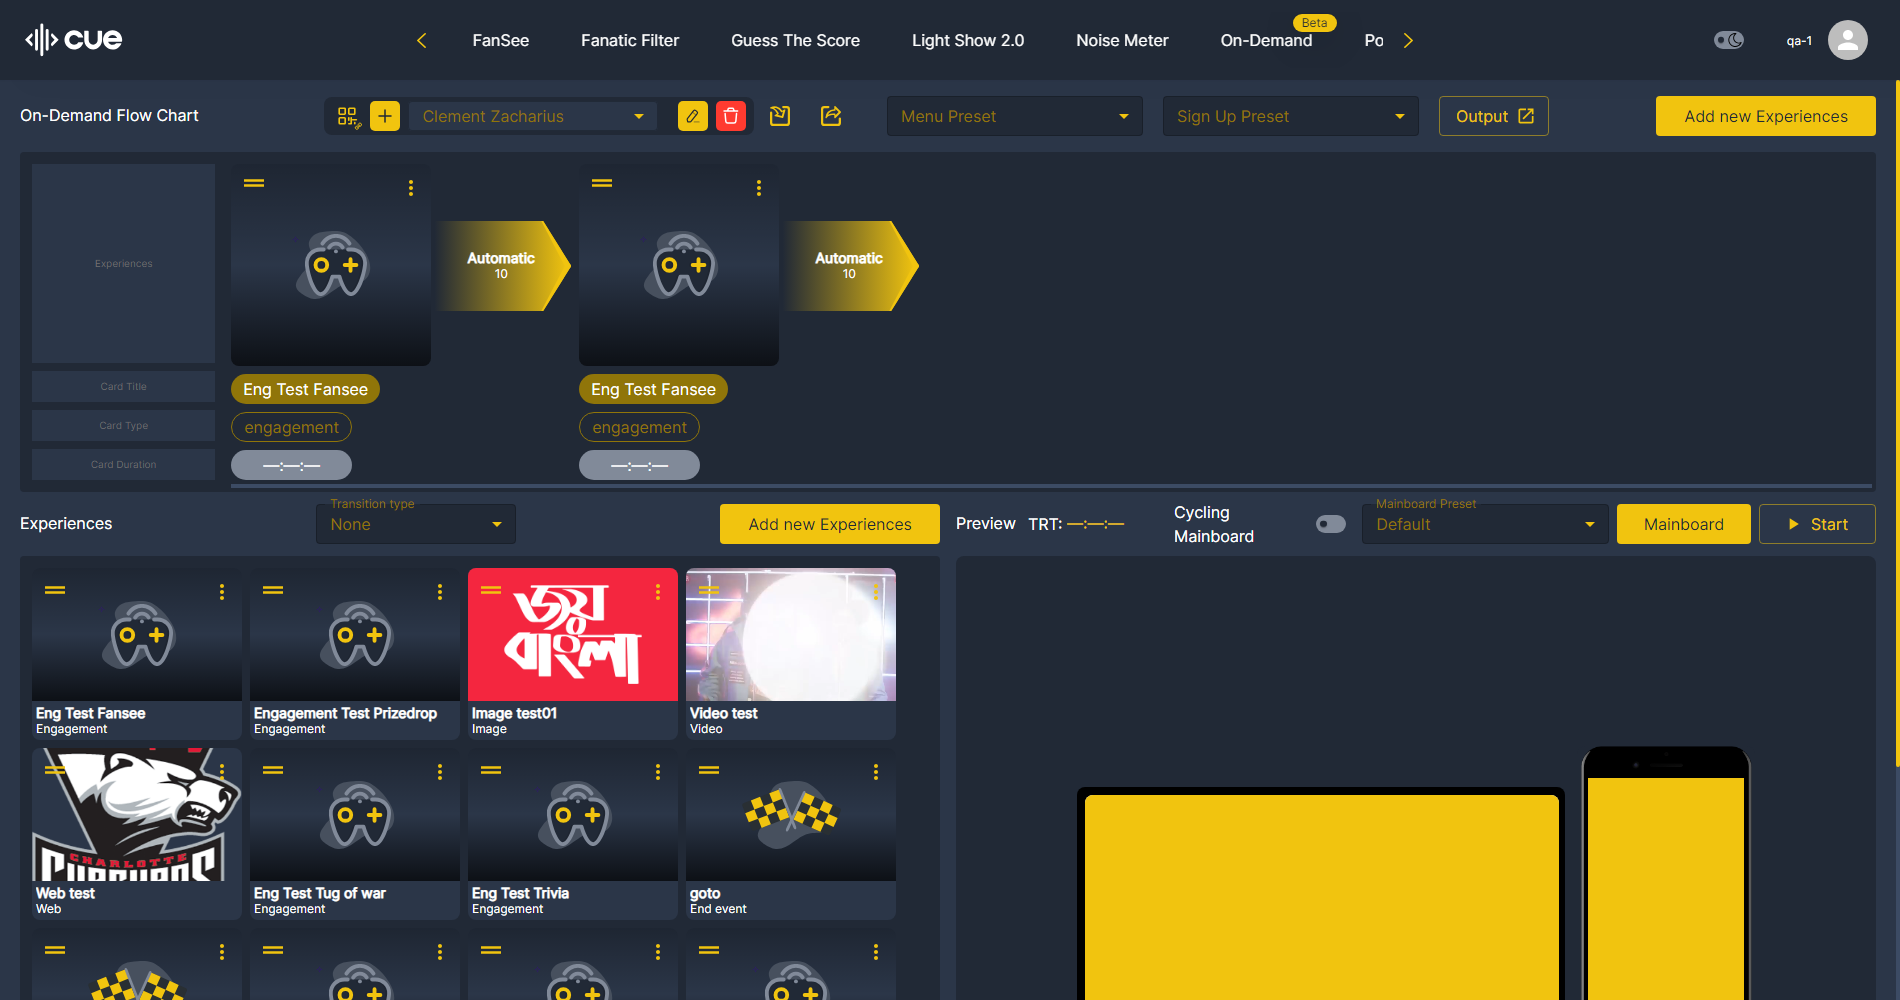 cue
FanSee
Fanatic Filter
Guess The Score
Light Show 2.0
Noise Meter
On-Demand
Beta
Po
qa-1
On-Demand Flow Chart
Clement Zacharius
Menu Preset
Sign Up Preset
Output
Add new Experiences
Experiences
Automatic
10
Automatic
10
Card Title
Eng Test Fansee
Eng Test Fansee
Card Type
engagement
engagement
Card Duration
—:—:—
—:—:—
Experiences
Transition type
None
Add new Experiences
Preview
TRT: —:—:—
Cycling
Mainboard
Mainboard Preset
Default
Mainboard
Start
জয়
বাংলা
Eng Test Fansee
Engagement
Engagement Test Prizedrop
Engagement
Image test01
Image
Video test
Video
CHARLOTTE
Web test
Web
Eng Test Tug of war
Engagement
Eng Test Trivia
Engagement
goto
End event